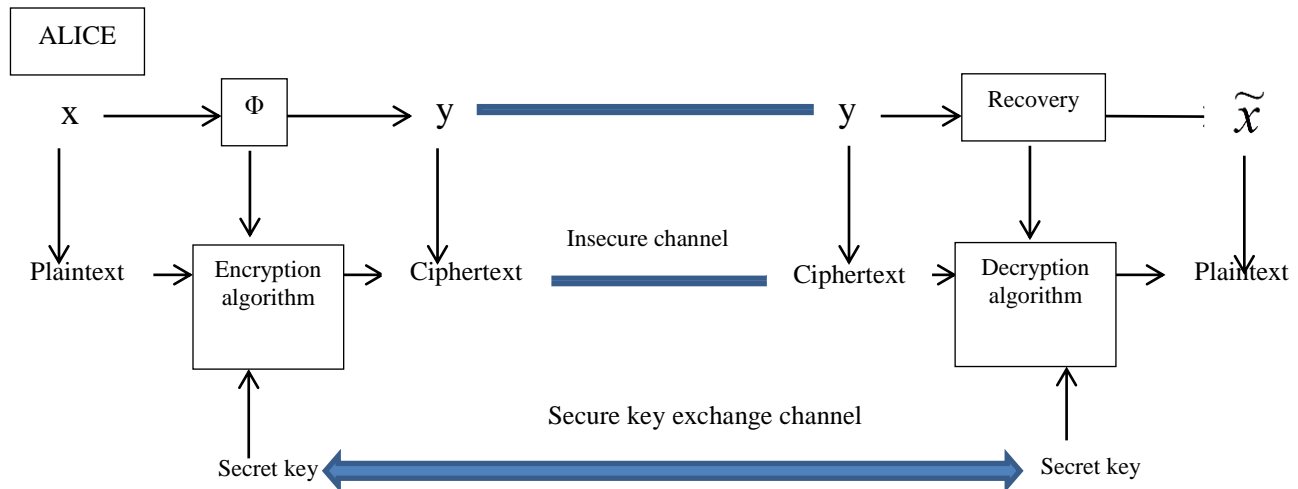 ALICE
x
Φ
y
y
Recovery
x̃
Insecure channel
Plaintext
Encryption
algorithm
Ciphertext
Ciphertext
Decryption
algorithm
Plaintext
Secure key exchange channel
Secret key
Secret key